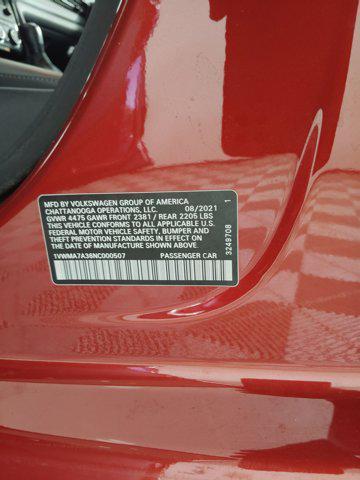 MFD BY VOLKSWAGEN GROUP OF AMERICA
CHATTANOOGA OPERATIONS, LLC 08/2021
GVWR 4475 GAWR FRONT 2381 / REAR 2205 LBS
THIS VEHICLE CONFORMS TO ALL APPLICABLE U.S.
FEDERAL MOTOR VEHICLE SAFETY, BUMPER, AND
THEFT PREVENTION STANDARDS IN EFFECT ON
THE DATE OF MANUFACTURE SHOWN ABOVE.
1VWMA7A36NC000507 PASSENGER CAR
3249708 1